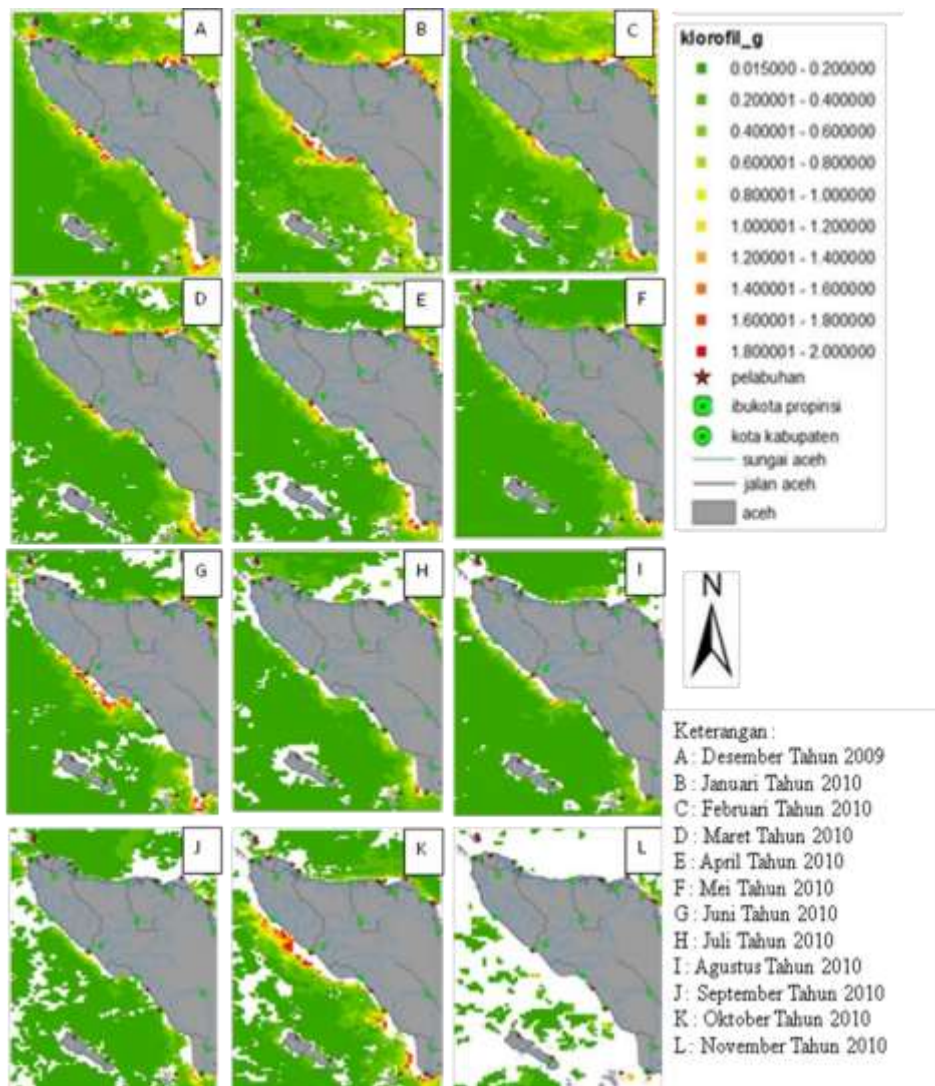 A
B
C
D
E
F
G
H
I
J
K
L
klorofil_g
0.015000 - 0.200000
0.200001 - 0.400000
0.400001 - 0.600000
0.600001 - 0.800000
0.800001 - 1.000000
1.000001 - 1.200000
1.200001 - 1.400000
1.400001 - 1.600000
1.600001 - 1.800000
1.800001 - 2.000000
pelabuhan
ibukota propinsi
kota kabupaten
sungai aceh
jalan aceh
aceh
N
Keterangan :
A : Desember Tahun 2009
B : Januari Tahun 2010
C : Februari Tahun 2010
D : Maret Tahun 2010
E : April Tahun 2010
F : Mei Tahun 2010
G : Juni Tahun 2010
H : Juli Tahun 2010
I : Agustus Tahun 2010
J : September Tahun 2010
K : Oktober Tahun 2010
L : November Tahun 2010